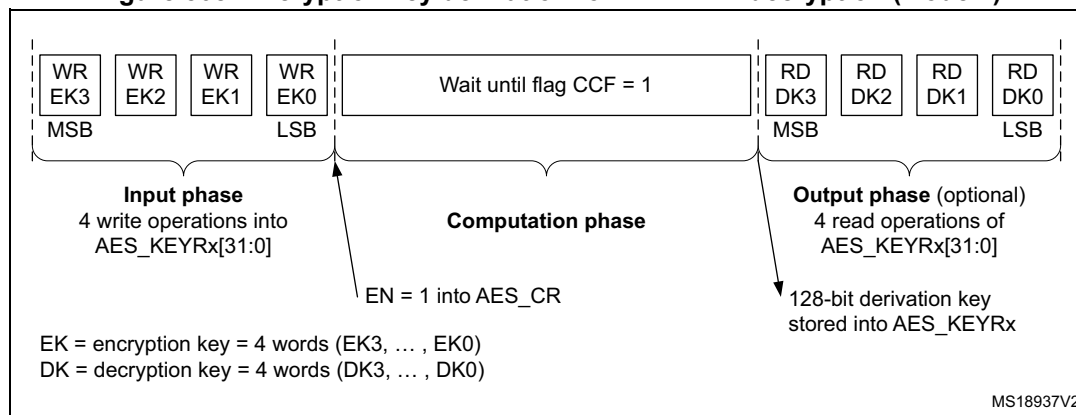 WR EK3
WR EK2
WR EK1
WR EK0
Wait until flag CCF = 1
RD DK3
RD DK2
RD DK1
RD DK0
MSB
LSB
MSB
LSB
Input phase
4 write operations into
AES_KEYRx[31:0]
Computation phase
Output phase (optional)
4 read operations of
AES_KEYRx[31:0]
EN = 1 into AES_CR
128-bit derivation key
stored into AES_KEYRx
EK = encryption key = 4 words (EK3, … , EK0)
DK = decryption key = 4 words (DK3, … , DK0)
MS18937V2